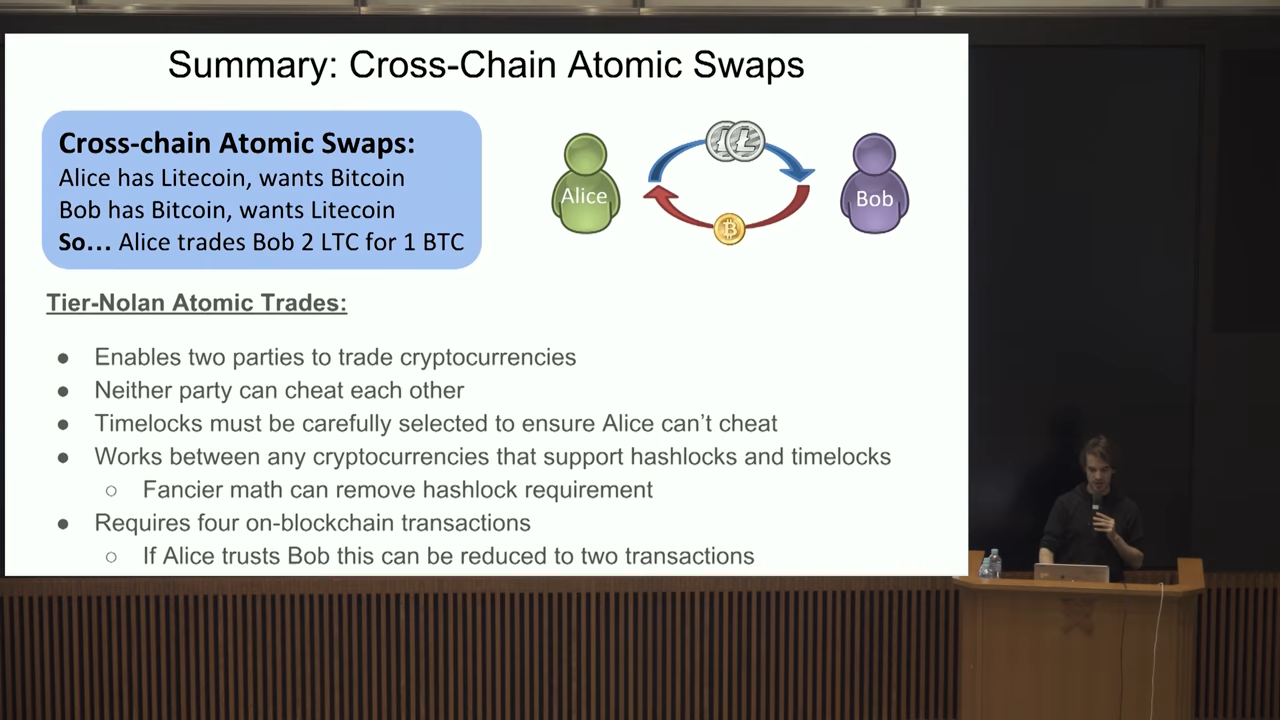 Summary: Cross-Chain Atomic Swaps
Cross-chain Atomic Swaps:
Alice has Litecoin, wants Bitcoin
Bob has Bitcoin, wants Litecoin
So… Alice trades Bob 2 LTC for 1 BTC
Alice
Bob
Tier-Nolan Atomic Trades:
● Enables two parties to trade cryptocurrencies
● Neither party can cheat each other
● Timelocks must be carefully selected to ensure Alice can’t cheat
● Works between any cryptocurrencies that support hashlocks and timelocks
○ Fancier math can remove hashlock requirement
● Requires four on-blockchain transactions
○ If Alice trusts Bob this can be reduced to two transactions